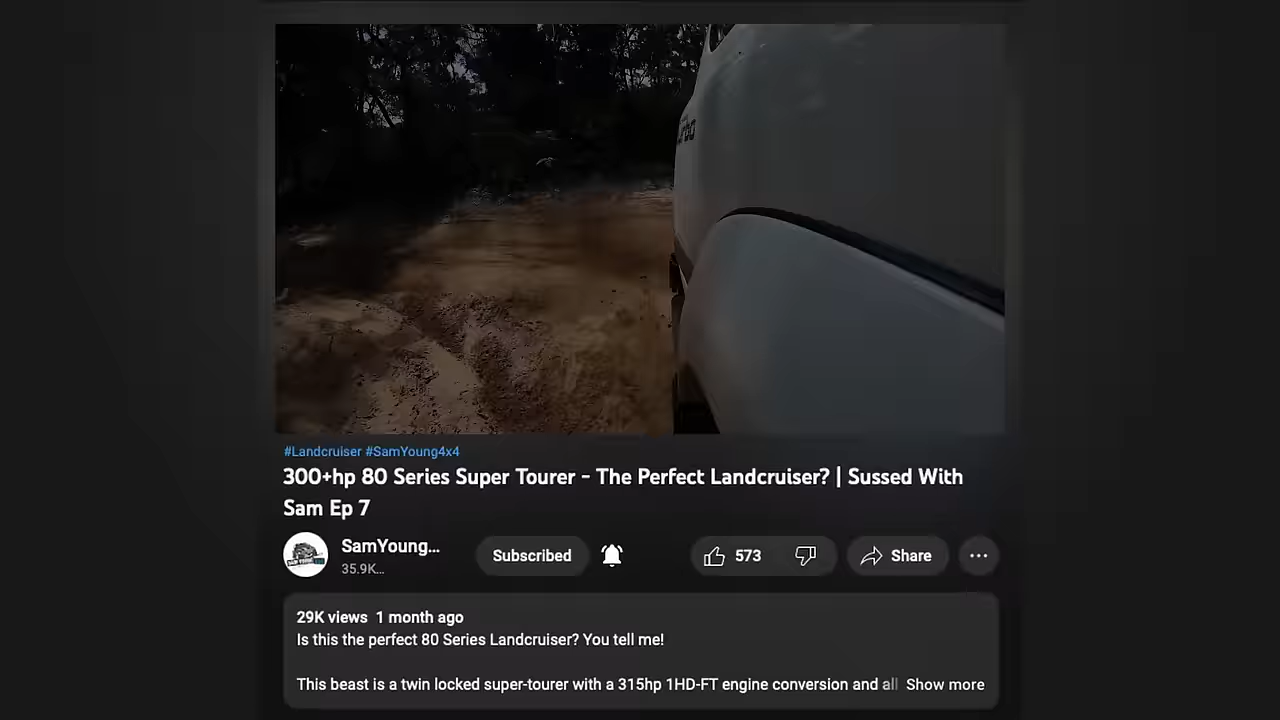 #Landcruiser #SamYoung4x4
300+hp 80 Series Super Tourer - The Perfect Landcruiser? | Sussed With
Sam Ep 7
SamYoung...
35.9K...
Subscribed
573
Share
29K views 1 month ago
Is this the perfect 80 Series Landcruiser? You tell me!
This beast is a twin locked super-tourer with a 315hp 1HD-FT engine conversion and all Show more